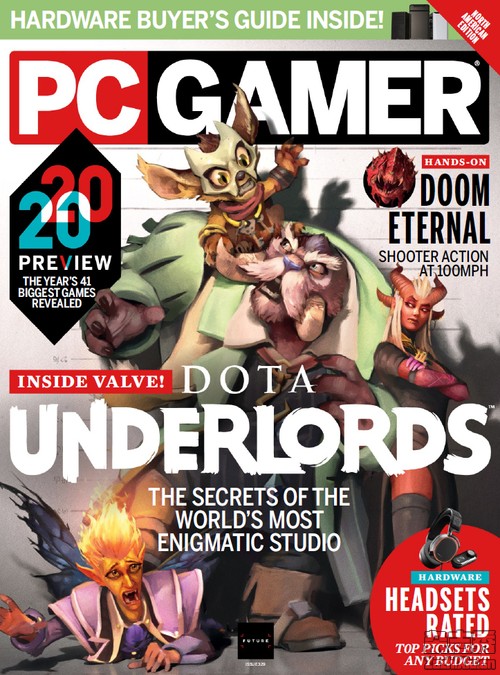 HARDWARE BUYER'S GUIDE INSIDE!
NORTH
AMERICAN
EDITION
PC GAMER®
2020
PREVIEW
THE YEAR'S 41
BIGGEST GAMES
REVEALED
HANDS-ON
DOOM
ETERNAL
SHOOTER ACTION
AT 100MPH
INSIDE VALVE!
DOTA
UNDERLORDS™
THE SECRETS OF THE
WORLD'S MOST
ENIGMATIC STUDIO
HARDWARE
HEADSETS
RATED
TOP PICKS FOR
ANY BUDGET
FUTURE